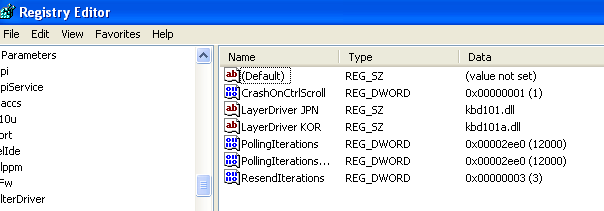 Registry Editor
File Edit View Favorites Help
Parameters
pi
piService
accs
10u
ort
elIde
lppm
Fw
lterDriver
Name Type Data
(Default) REG_SZ (value not set)
CrashOnCtrlScroll REG_DWORD 0x00000001 (1)
LayerDriver JPN REG_SZ kbd101.dll
LayerDriver KOR REG_SZ kbd101a.dll
PollingIterations REG_DWORD 0x00002ee0 (12000)
PollingIterations... REG_DWORD 0x00002ee0 (12000)
ResendIterations REG_DWORD 0x00000003 (3)